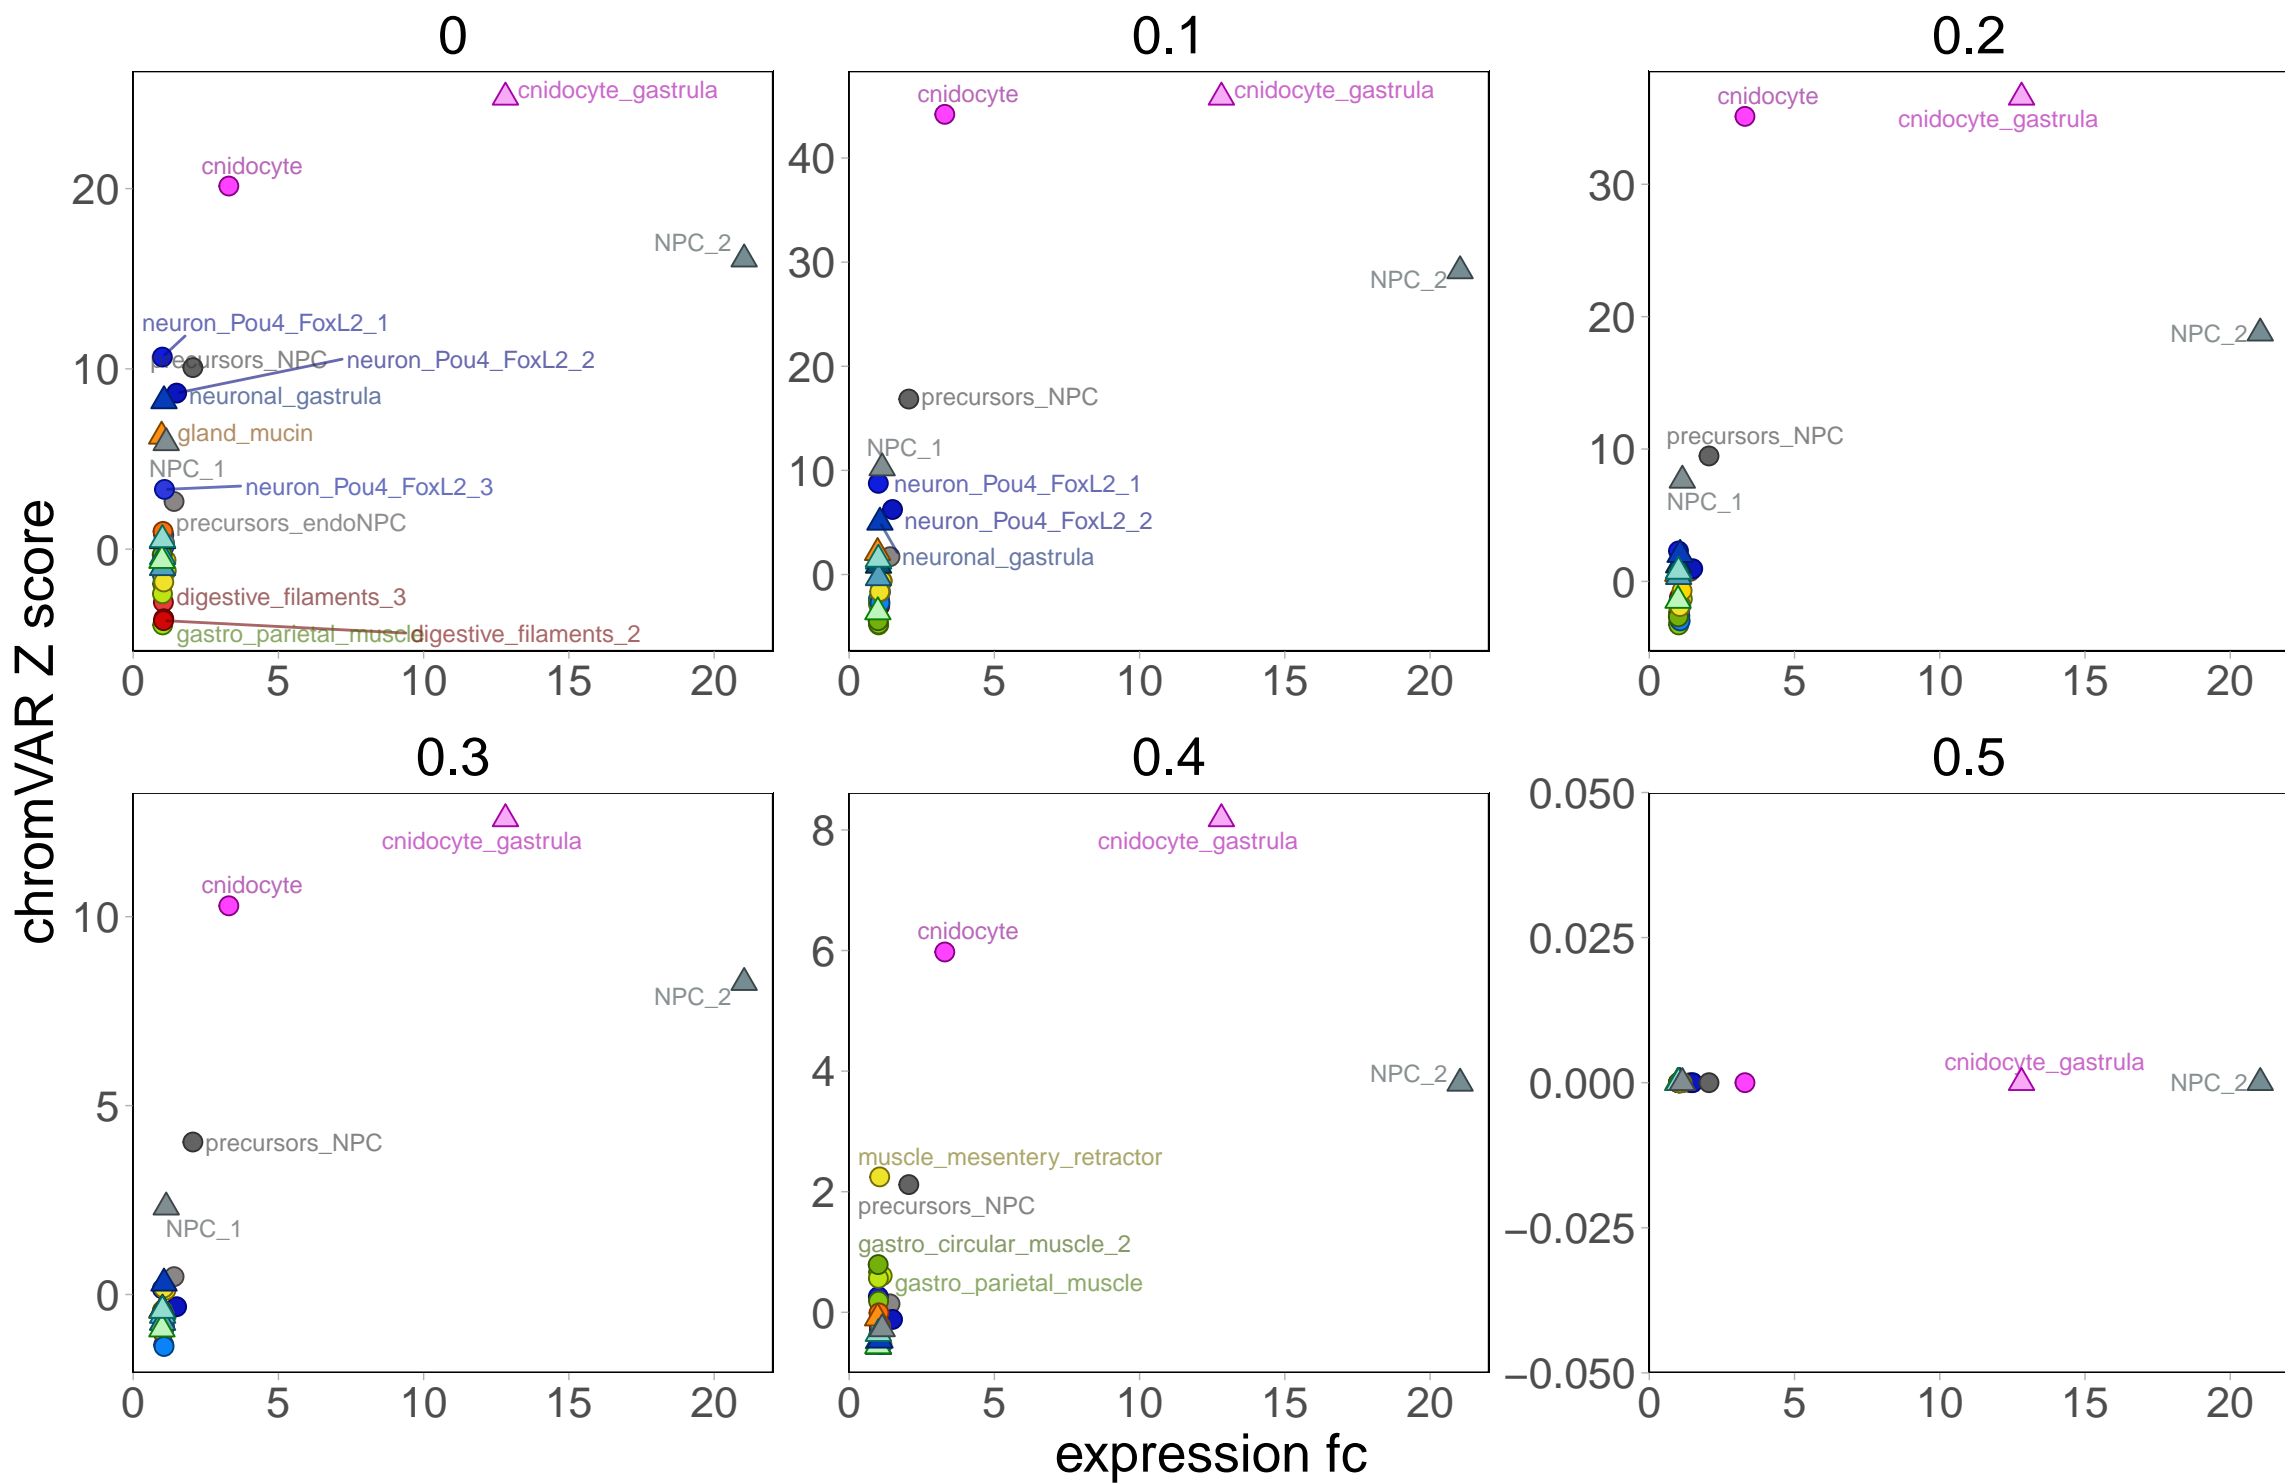 0
0.1
0.2
chromVAR Z score
20
10
0
cnidocyte_gastrula
cnidocyte
NPC_2
neuron_Pou4_FoxL2_1
precursors_NPC
neuron_Pou4_FoxL2_2
neuronal_gastrula
gland_mucin
NPC_1
neuron_Pou4_FoxL2_3
precursors_endoNPC
digestive_filaments_3
gastro_parietal_muscle
digestive_filaments_2
0 5 10 15 20
40
30
20
10
0
cnidocyte
cnidocyte_gastrula
NPC_2
precursors_NPC
NPC_1
neuron_Pou4_FoxL2_1
neuron_Pou4_FoxL2_2
neuronal_gastrula
0 5 10 15 20
30
20
10
0
cnidocyte
cnidocyte_gastrula
NPC_2
precursors_NPC
NPC_1
0 5 10 15 20
0.3
0.4
0.5
10
5
0
cnidocyte_gastrula
cnidocyte
NPC_2
precursors_NPC
NPC_1
0 5 10 15 20
8
6
4
2
0
cnidocyte_gastrula
cnidocyte
NPC_2
muscle_mesentery_retractor
precursors_NPC
gastro_circular_muscle_2
gastro_parietal_muscle
0 5 10 15 20
0.050
0.025
0.000
−0.025
−0.050
cnidocyte_gastrula
NPC_2
0 5 10 15 20
expression fc